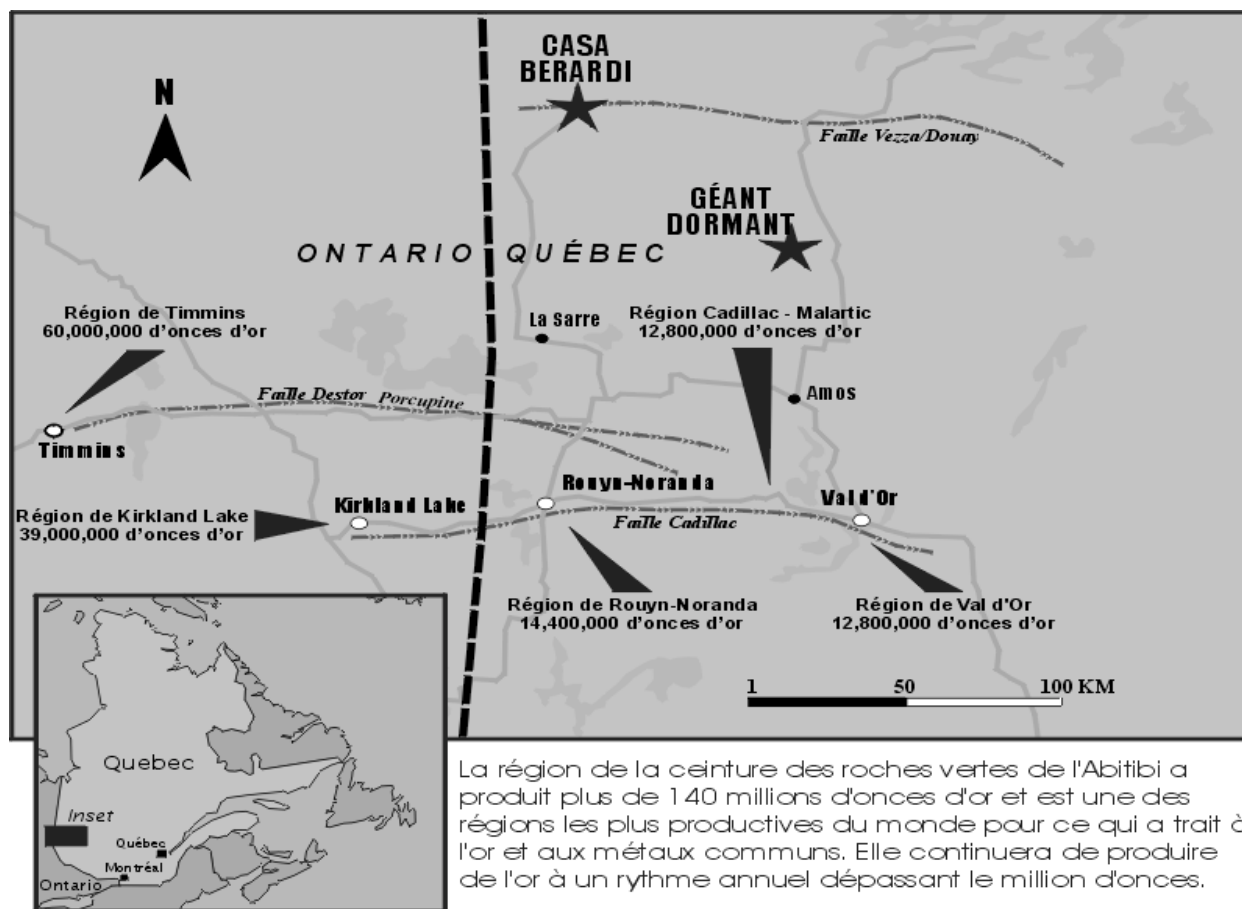 CASA
BERARDI
N
Faille Vezza/Douay
GÉANT
DORMANT
ONTARIO QUÉBEC
Région de Timmins
60,000,000 d'onces d'or
La Sarre
Région Cadillac - Malartic
12,800,000 d'onces d'or
Faille Destor Porcupine
Amos
Timmins
Rouyn-Noranda
Kirkland Lake
Val d'Or
Région de Kirkland Lake
39,000,000 d'onces d'or
Faille Cadillac
Région de Rouyn-Noranda
14,400,000 d'onces d'or
Région de Val d'Or
12,800,000 d'onces d'or
1 50 100 KM
Quebec
Inset
Québec
Montréal
Ontario
La région de la ceinture des roches vertes de l'Abitibi a
produit plus de 140 millions d'onces d'or et est une des
régions les plus productives du monde pour ce qui a trait à
l'or et aux métaux communs. Elle continuera de produire
de l'or à un rythme annuel dépassant le million d'onces.